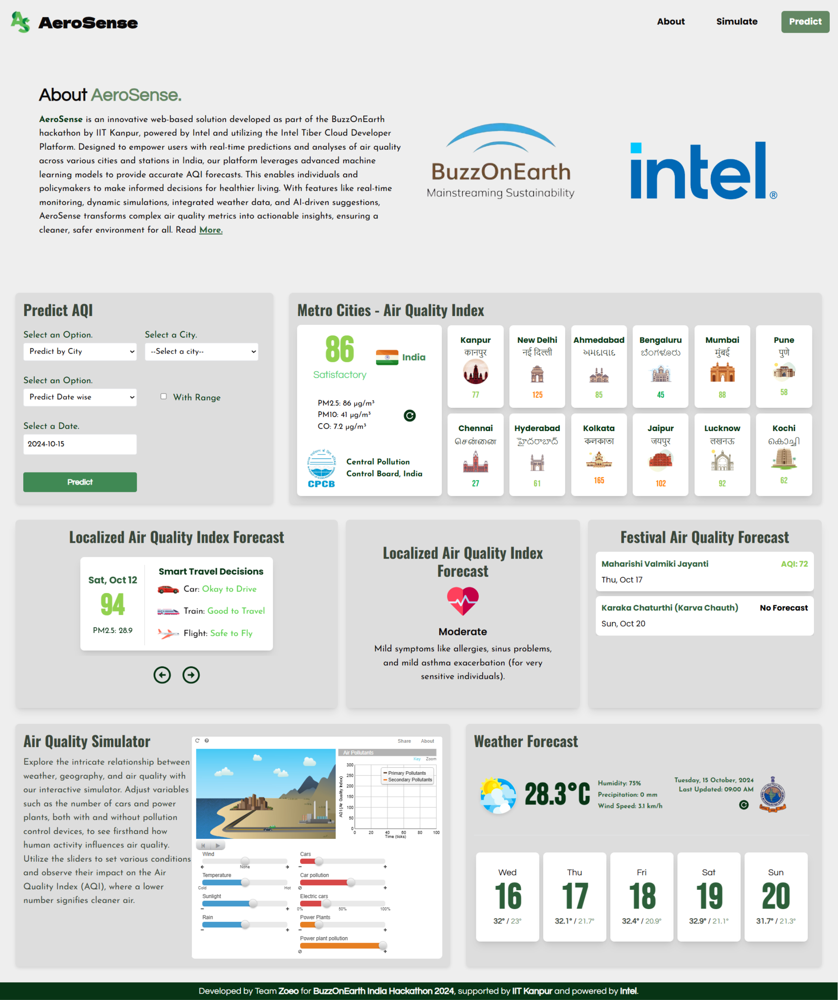 AeroSense
About
Simulate
Predict
About AeroSense.
AeroSense is an innovative web-based solution developed as part of the BuzzOnEarth
hackathon by IIT Kanpur, powered by Intel and utilizing the Intel Tiber Cloud Developer
Platform. Designed to empower users with real-time predictions and analyses of air quality
across various cities and stations in India, our platform leverages advanced machine
learning models to provide accurate AQI forecasts. This enables individuals and
policymakers to make informed decisions for healthier living. With features like real-time
monitoring, dynamic simulations, integrated weather data, and AI-driven suggestions,
AeroSense transforms complex air quality metrics into actionable insights, ensuring a
cleaner, safer environment for all. Read More.
BuzzOnEarth
Mainstreaming Sustainability
intel®
Predict AQI
Select an Option.
Predict by City
Select a City.
--Select a city--
Select an Option.
Predict Date wise
With Range
Select a Date.
2024-10-15
Predict
Metro Cities - Air Quality Index
86
Satisfactory
India
PM2.5: 86 µg/m³
PM10: 41 µg/m³
CO: 7.2 µg/m³
CPCB
Central Pollution
Control Board, India
Kanpur
कानपुर
77
New Delhi
नई दिल्ली
125
Ahmedabad
અમદાવાદ
85
Bengaluru
ಬೆಂಗಳೂರು
45
Mumbai
मुंबई
88
Pune
पुणे
58
Chennai
சென்னை
27
Hyderabad
హైదరాబాద్
61
Kolkata
কলকাতা
165
Jaipur
जयपुर
102
Lucknow
लखनऊ
92
Kochi
കൊച്ചി
62
Localized Air Quality Index Forecast
Sat, Oct 12
94
PM2.5: 28.9
Smart Travel Decisions
Car: Okay to Drive
Train: Good to Travel
Flight: Safe to Fly
Localized Air Quality Index
Forecast
Moderate
Mild symptoms like allergies, sinus problems,
and mild asthma exacerbation (for very
sensitive individuals).
Festival Air Quality Forecast
Maharishi Valmiki Jayanti
AQI: 72
Thu, Oct 17
Karaka Chaturthi (Karva Chauth)
No Forecast
Sun, Oct 20
Air Quality Simulator
Explore the intricate relationship between
weather, geography, and air quality with
our interactive simulator. Adjust variables
such as the number of cars and power
plants, both with and without pollution
control devices, to see firsthand how
human activity influences air quality.
Utilize the sliders to set various conditions
and observe their impact on the Air
Quality Index (AQI), where a lower
number signifies cleaner air.
Share
About
Air Pollutants
Key
Zoom
Primary Pollutants
Secondary Pollutants
AQI (Air Quality Index)
300
250
200
150
100
50
0
0 20 40 60 80 100
Time (ticks)
Wind
None
Temperature
Cold
Hot
Sunlight
- +
Rain
- +
Cars
- +
Car pollution
+
Electric cars
0% 50% 100%
Power Plants
- +
Power plant pollution
+
Weather Forecast
28.3°C
Humidity: 75%
Precipitation: 0 mm
Wind Speed: 3.1 km/h
Tuesday, 15 October, 2024
Last Updated: 09:00 AM
Wed
16
32° / 23°
Thu
17
32.1° / 21.7°
Fri
18
32.4° / 20.9°
Sat
19
32.9° / 21.1°
Sun
20
31.7° / 21.3°
Developed by Team Zoeo for BuzzOnEarth India Hackathon 2024, supported by IIT Kanpur and powered by Intel.